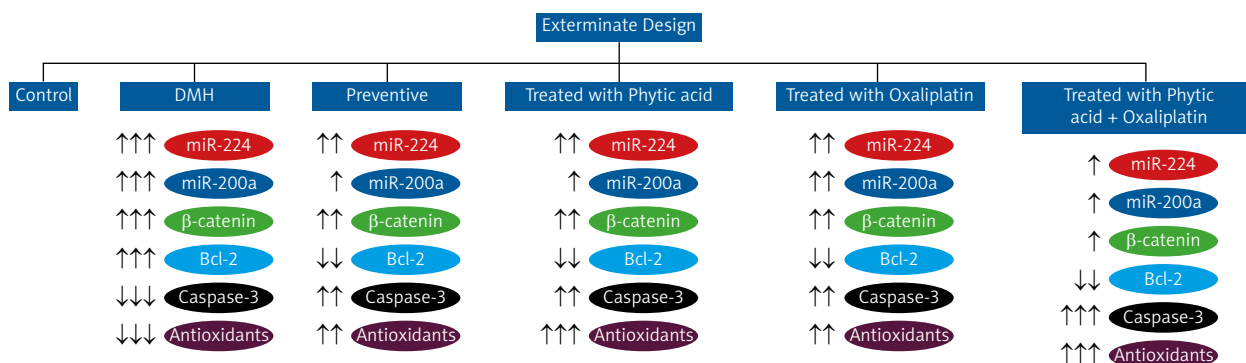 Exterminate Design
Control
DMH
↑↑↑ miR-224
↑↑↑ miR-200a
↑↑↑ β-catenin
↑↑↑ Bcl-2
↓↓↓ Caspase-3
↓↓↓ Antioxidants
Preventive
↑↑ miR-224
↑ miR-200a
↑↑ β-catenin
↓↓ Bcl-2
↑↑ Caspase-3
↑↑ Antioxidants
Treated with Phytic acid
↑↑ miR-224
↑ miR-200a
↑↑ β-catenin
↓↓ Bcl-2
↑↑ Caspase-3
↑↑↑ Antioxidants
Treated with Oxaliplatin
↑↑ miR-224
↑↑ miR-200a
↑↑ β-catenin
↓↓ Bcl-2
↑↑ Caspase-3
↑↑ Antioxidants
Treated with Phytic
acid + Oxaliplatin
↑ miR-224
↑ miR-200a
↑ β-catenin
↓↓ Bcl-2
↑↑↑ Caspase-3
↑↑↑ Antioxidants